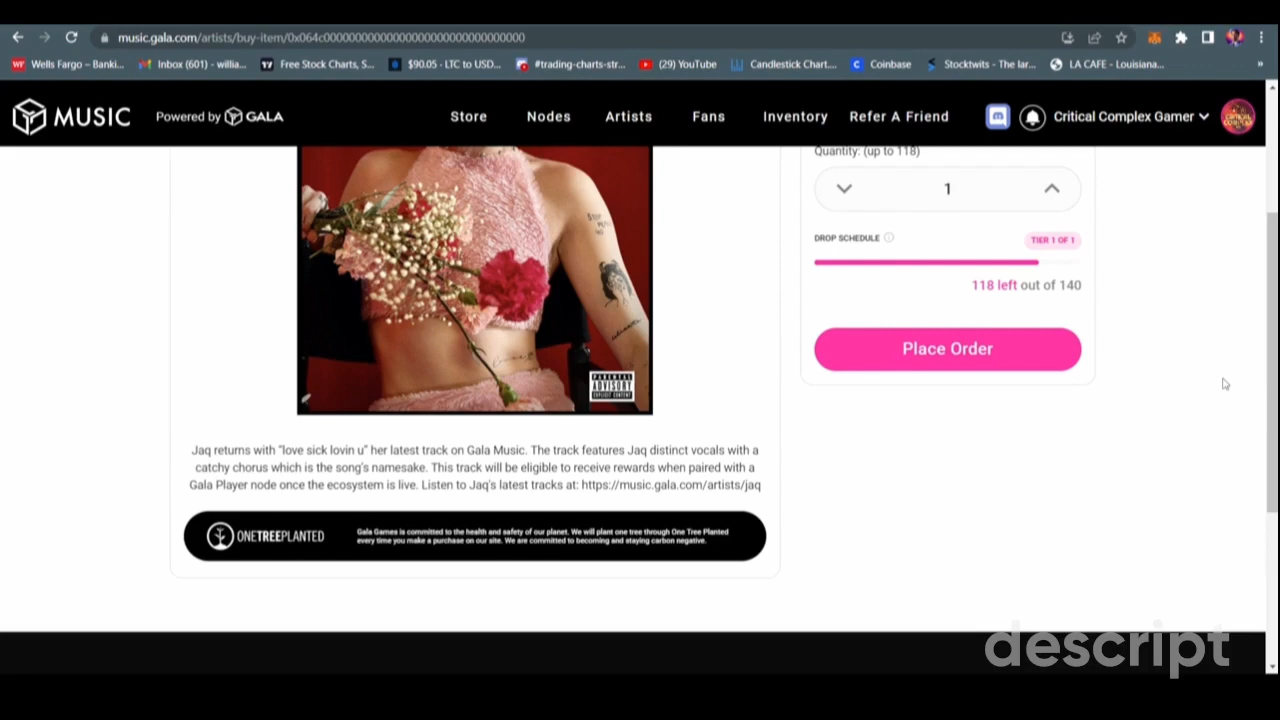 music.gala.com/artists/buy-item/0x064c00000000000000000000000000000000
Wells Fargo – Banki...
Inbox (601) - willia...
Free Stock Charts, S...
$90.05 - LTC to USD...
#trading-charts-str...
(29) YouTube
Candlestick Chart....
Coinbase
Stocktwits - The lar...
LA CAFE - Louisiana...
»
MUSIC
Powered by GALA
Store
Nodes
Artists
Fans
Inventory
Refer A Friend
Critical Complex Gamer
Quantity: (up to 118)
1
DROP SCHEDULE
TIER 1 OF 1
118 left out of 140
Place Order
PARENTAL
ADVISORY
EXPLICIT CONTENT
Jaq returns with "love sick lovin u" her latest track on Gala Music. The track features Jaq distinct vocals with a
catchy chorus which is the song's namesake. This track will be eligible to receive rewards when paired with a
Gala Player node once the ecosystem is live. Listen to Jaq's latest tracks at: https://music.gala.com/artists/jaq
ONETREEPLANTED
Gala Games is committed to the health and safety of our planet. We will plant one tree through One Tree Planted
every time you make a purchase on our site. We are committed to becoming and staying carbon negative.
descript